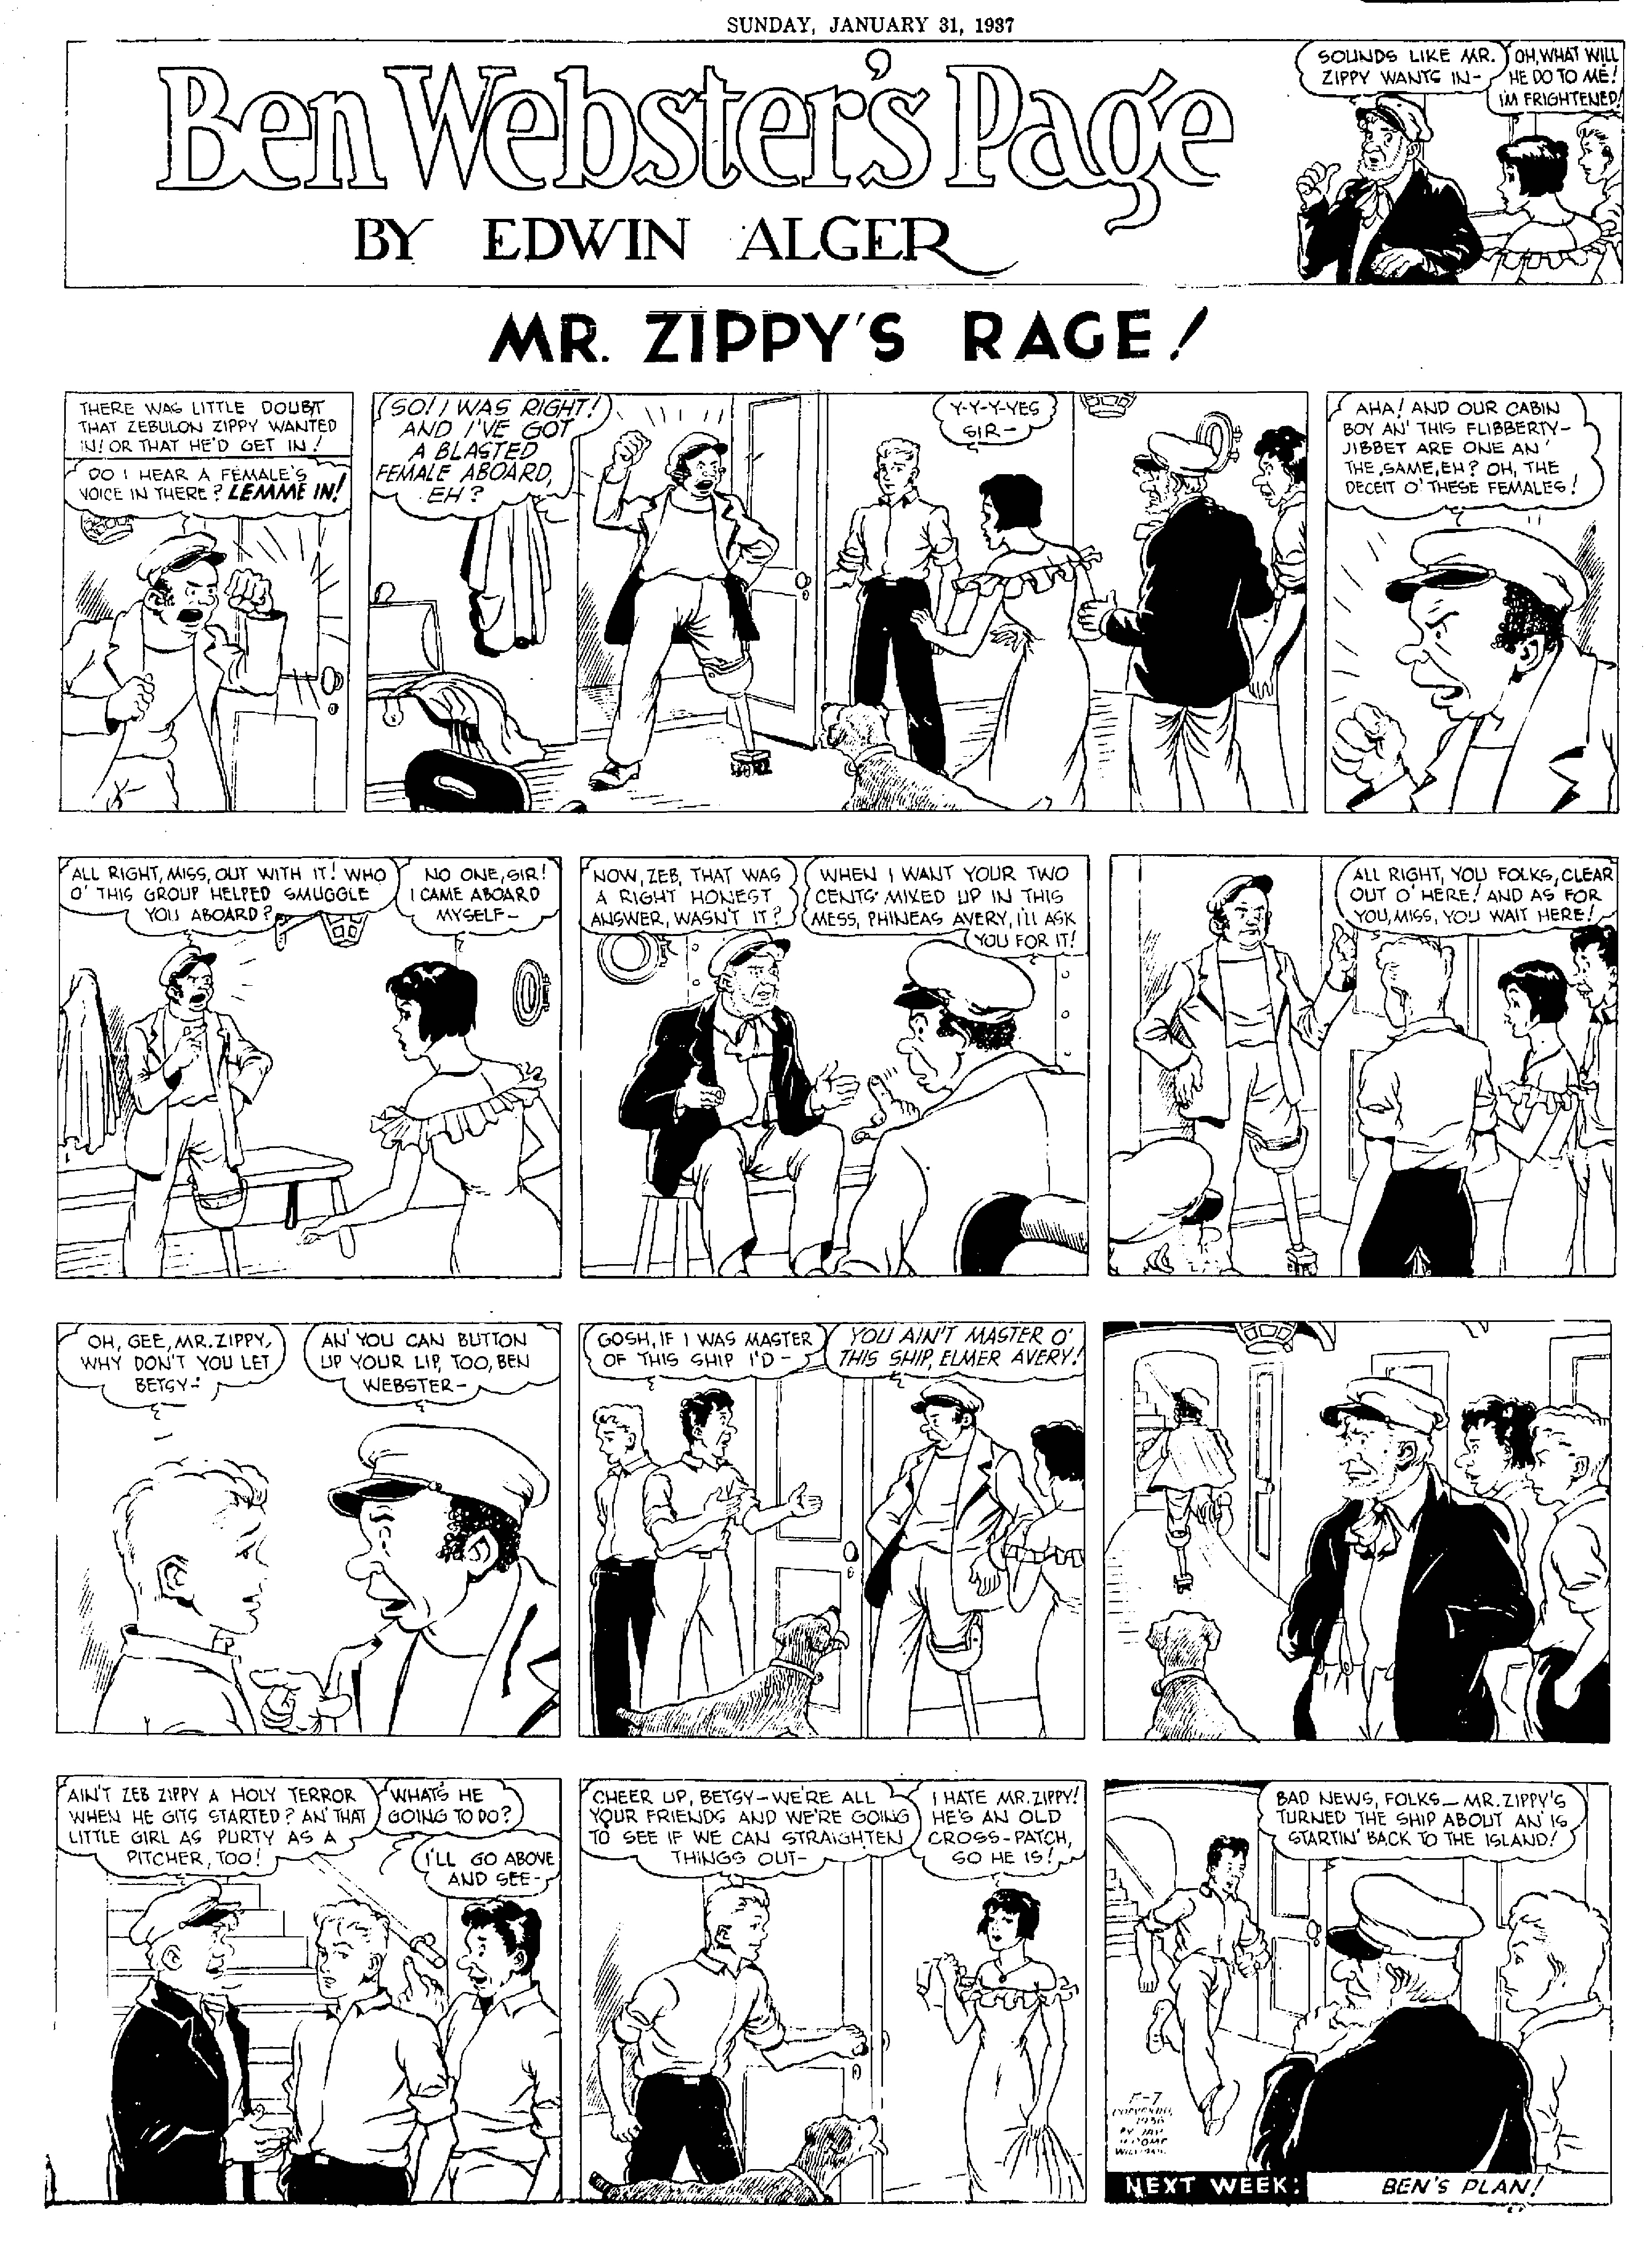 SUNDAY, JANUARY 31, 1937
Ben Webster's Page
BY EDWIN ALGER
SOUNDS LIKE MR.
ZIPPY WANTS IN-
OH, WHAT WILL
HE DO TO ME!
I'M FRIGHTENED!
MR. ZIPPY'S RAGE!
THERE WAS LITTLE DOUBT
THAT ZEBULON ZIPPY WANTED
IN! OR THAT HE'D GET IN!
DO I HEAR A FEMALE'S
VOICE IN THERE? LEMME IN!
SO! I WAS RIGHT!
AND I'VE GOT
A BLASTED
FEMALE ABOARD,
EH?
Y-Y-Y-YES
SIR-
AHA! AND OUR CABIN
BOY AN' THIS FLIBBERTY-
JIBBET ARE ONE AN'
THE SAME, EH? OH, THE
DECEIT O' THESE FEMALES!
ALL RIGHT, MISS, OUT WITH IT! WHO
O' THIS GROUP HELPED SMUGGLE
YOU ABOARD?
NO ONE, SIR!
I CAME ABOARD
MYSELF-
NOW, ZEB, THAT WAS
A RIGHT HONEST
ANSWER, WASN'T IT?
WHEN I WANT YOUR TWO
CENTS MIXED UP IN THIS
MESS, PHINEAS AVERY, I'LL ASK
YOU FOR IT!
ALL RIGHT, YOU FOLKS, CLEAR
OUT O' HERE! AND AS FOR
YOU, MISS, YOU WAIT HERE!
OH, GEE, MR. ZIPPY,
WHY DON'T YOU LET
BETSY-
AN' YOU CAN BUTTON
UP YOUR LIP, TOO, BEN
WEBSTER-
GOSH, IF I WAS MASTER
OF THIS SHIP I'D-
YOU AIN'T MASTER O'
THIS SHIP, ELMER AVERY!
AIN'T ZEB ZIPPY A HOLY TERROR
WHEN HE GITS STARTED? AN' THAT
LITTLE GIRL AS PURTY AS A
PITCHER, TOO!
WHAT'S HE
GOING TO DO?
I'LL GO ABOVE
AND SEE-
CHEER UP, BETSY-WE'RE ALL
YOUR FRIENDS AND WE'RE GOING
TO SEE IF WE CAN STRAIGHTEN
THINGS OUT-
I HATE MR. ZIPPY!
HE'S AN OLD
CROSS-PATCH,
SO HE IS!
BAD NEWS, FOLKS- MR. ZIPPY'S
TURNED THE SHIP ABOUT AN' IS
STARTIN' BACK TO THE ISLAND!
1936
BY JAY
NEXT WEEK:
BEN'S PLAN!